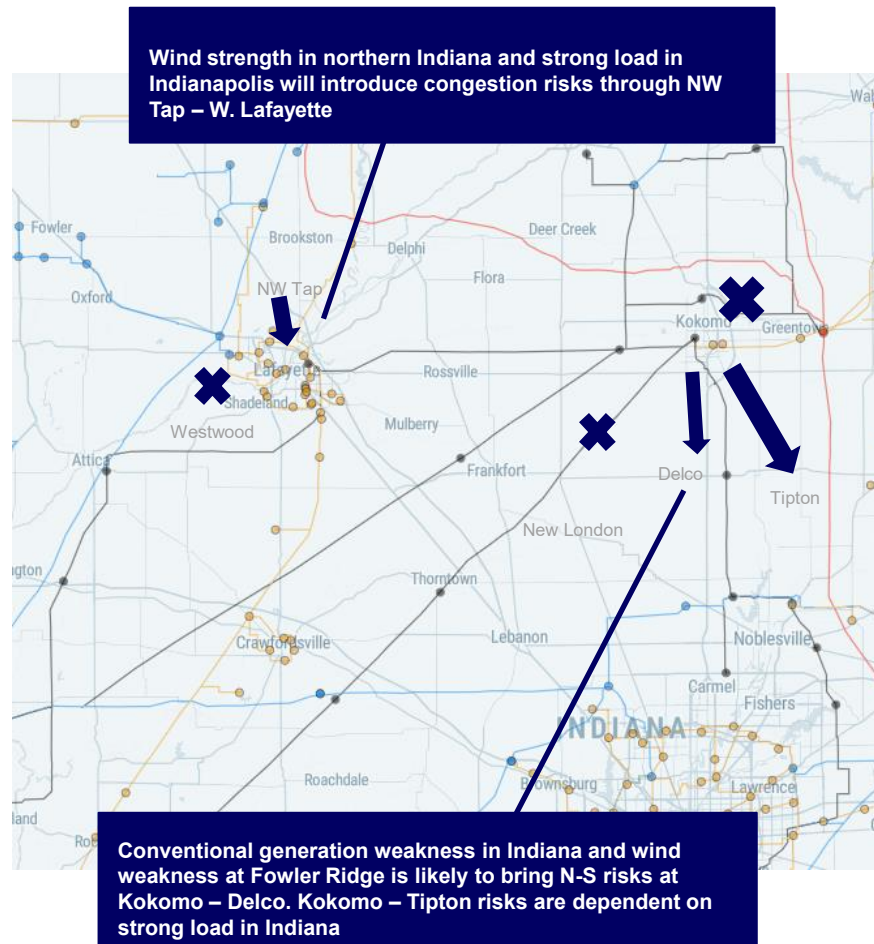 Wind strength in northern Indiana and strong load in
Indianapolis will introduce congestion risks through NW
Tap – W. Lafayette
Fowler
Brookston
Delphi
Deer Creek
Flora
Oxford
NW Tap
Kokomo
Greentown
Lafayette
Rossville
Shadeland
Mulberry
Westwood
Attica
Frankfort
Delco
Tipton
New London
Thorntown
Lebanon
Crawfordsville
Noblesville
Carmel
Fishers
INDIANA
Roachdale
Brownsburg
Lawrence
Conventional generation weakness in Indiana and wind
weakness at Fowler Ridge is likely to bring N-S risks at
Kokomo – Delco. Kokomo – Tipton risks are dependent on
strong load in Indiana